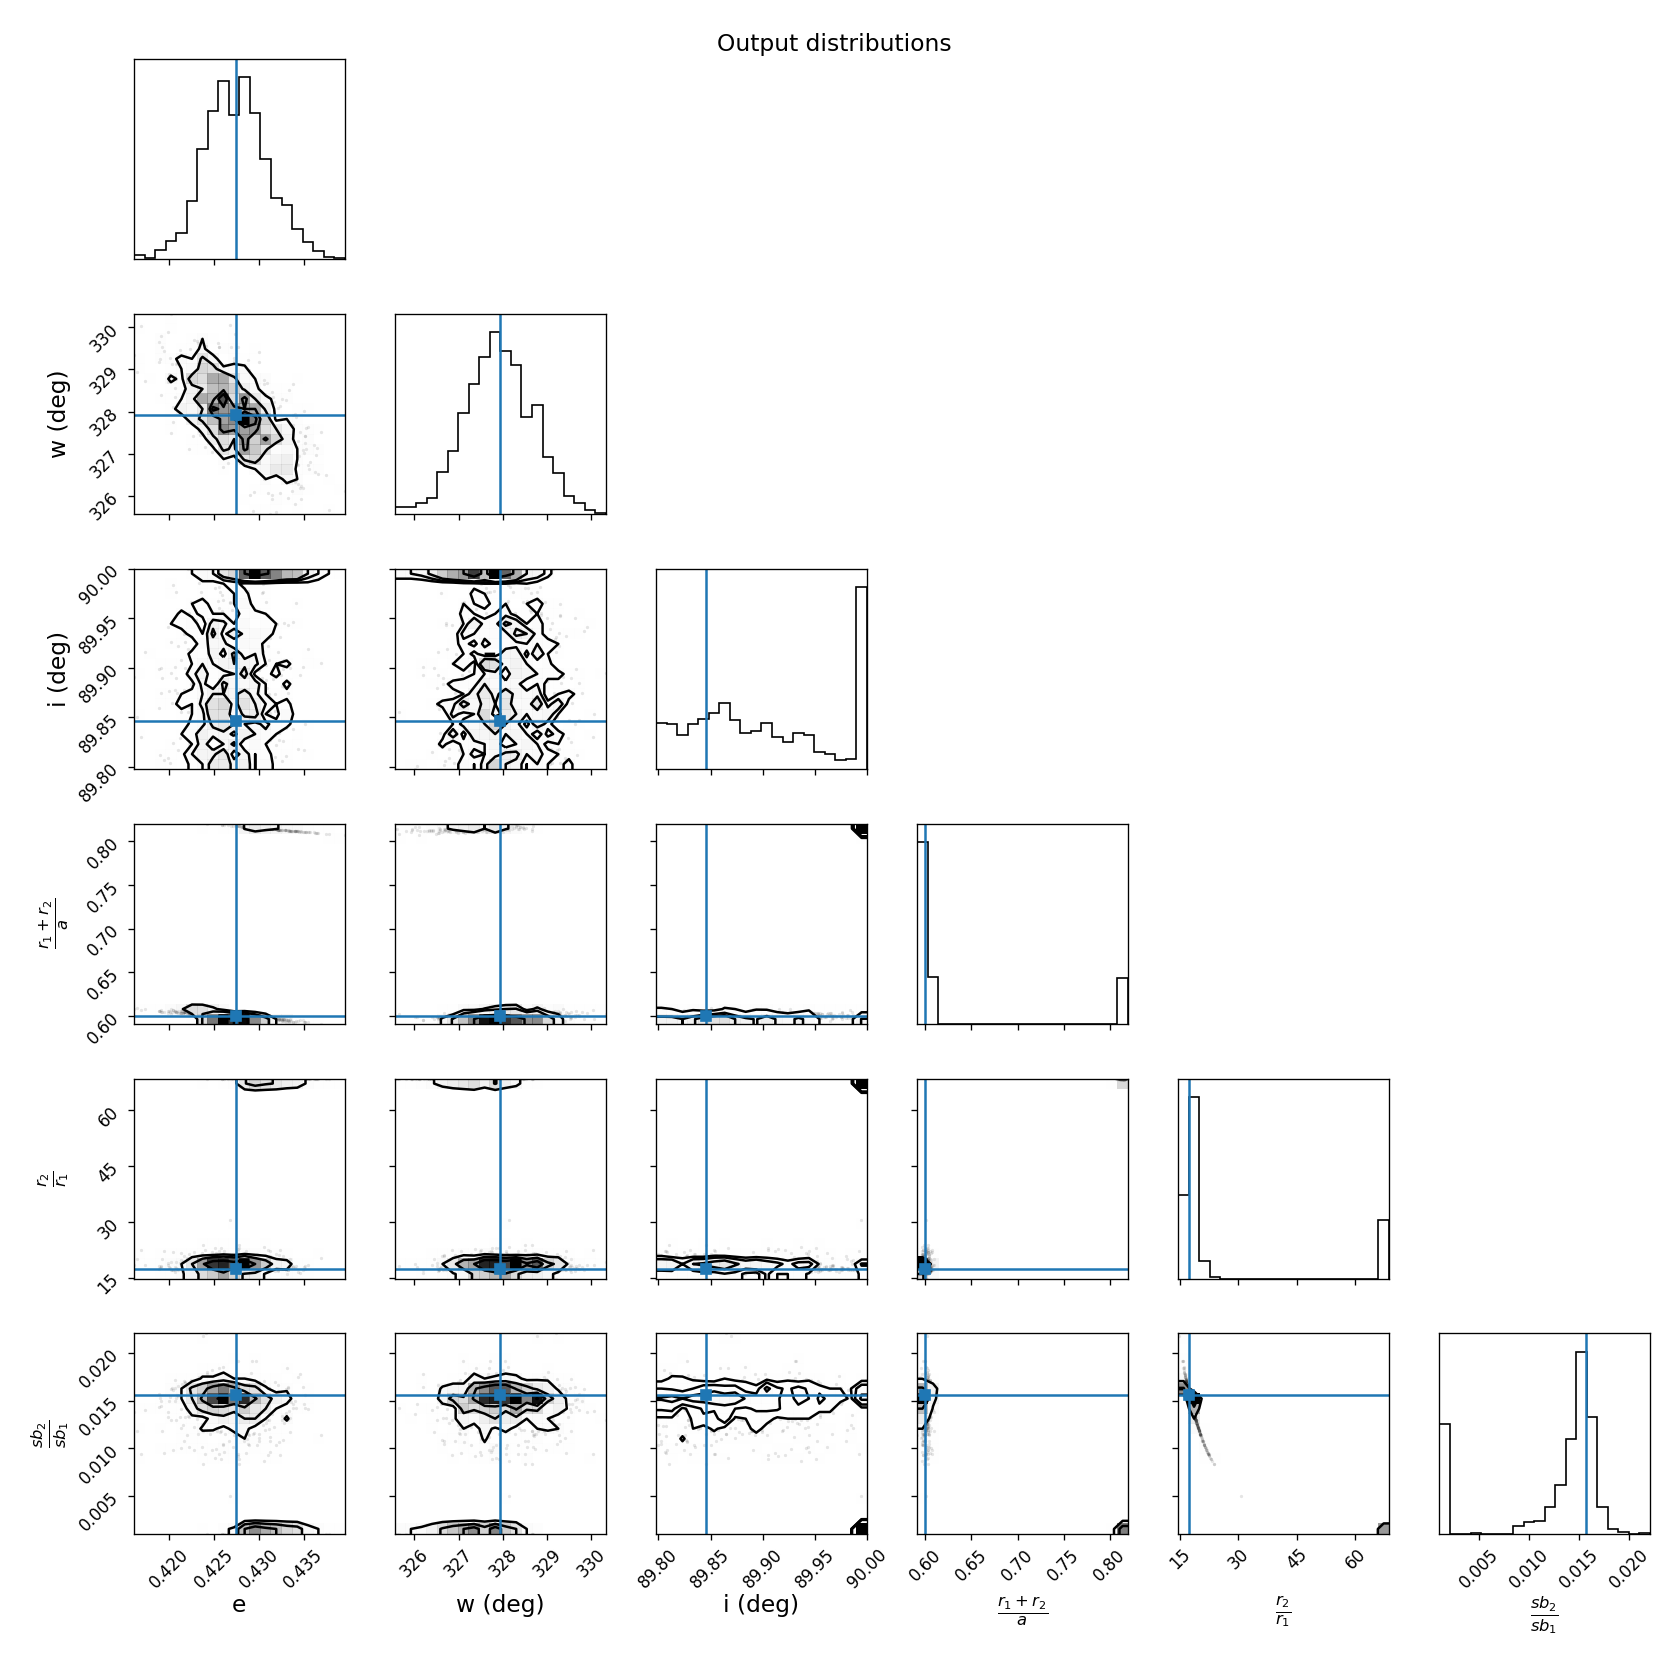 Output distributions
330
329
328
327
326
w (deg)
90.00
89.95
89.90
89.85
89.80
i (deg)
0.80
0.75
0.70
0.65
0.60
r1 + r2
a
60
45
30
15
r2
r1
0.020
0.015
0.010
0.005
sb2
sb1
0.420 0.425 0.430 0.435
326 327 328 329 330
89.80 89.85 89.90 89.95 90.00
0.60 0.65 0.70 0.75 0.80
15 30 45 60
0.005 0.010 0.015 0.020
e
w (deg)
i (deg)
r1 + r2
a
r2
r1
sb2
sb1